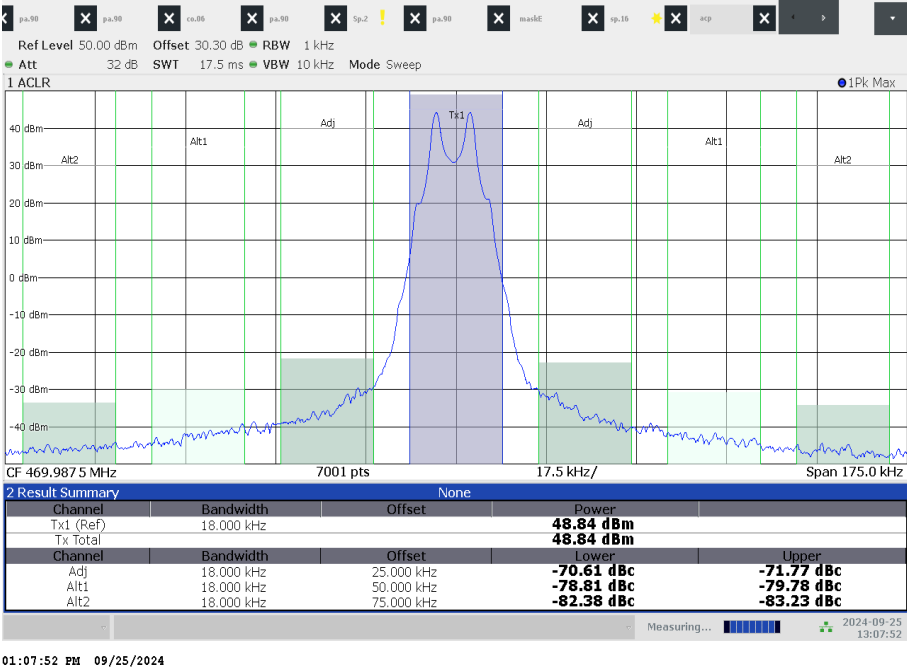 pa.90 pa.90 co.86 pa.90 Sp.2 pa.90 maskE sp.16 acp
Ref Level 50.00 dBm Offset 30.30 dB RBW 1 kHz
Att 32 dB SWT 17.5 ms VBW 10 kHz Mode Sweep
1 ACLR 1Pk Max
Tx1
Adj Adj
40 dBm
Alt1 Alt1
Alt2 Alt2
30 dBm
20 dBm
10 dBm
0 dBm
-10 dBm
-20 dBm
-30 dBm
-40 dBm
CF 469.9875 MHz 7001 pts 17.5 kHz/ Span 175.0 kHz
2 Result Summary None
Channel Bandwidth Offset Power
Tx1 (Ref) 18.000 kHz 48.84 dBm
Tx Total 48.84 dBm
Channel Bandwidth Offset Lower Upper
Adj 18.000 kHz 25.000 kHz -70.61 dBc -71.77 dBc
Alt1 18.000 kHz 50.000 kHz -78.81 dBc -79.78 dBc
Alt2 18.000 kHz 75.000 kHz -82.38 dBc -83.23 dBc
Measuring... 2024-09-25
13:07:52
01:07:52 PM 09/25/2024